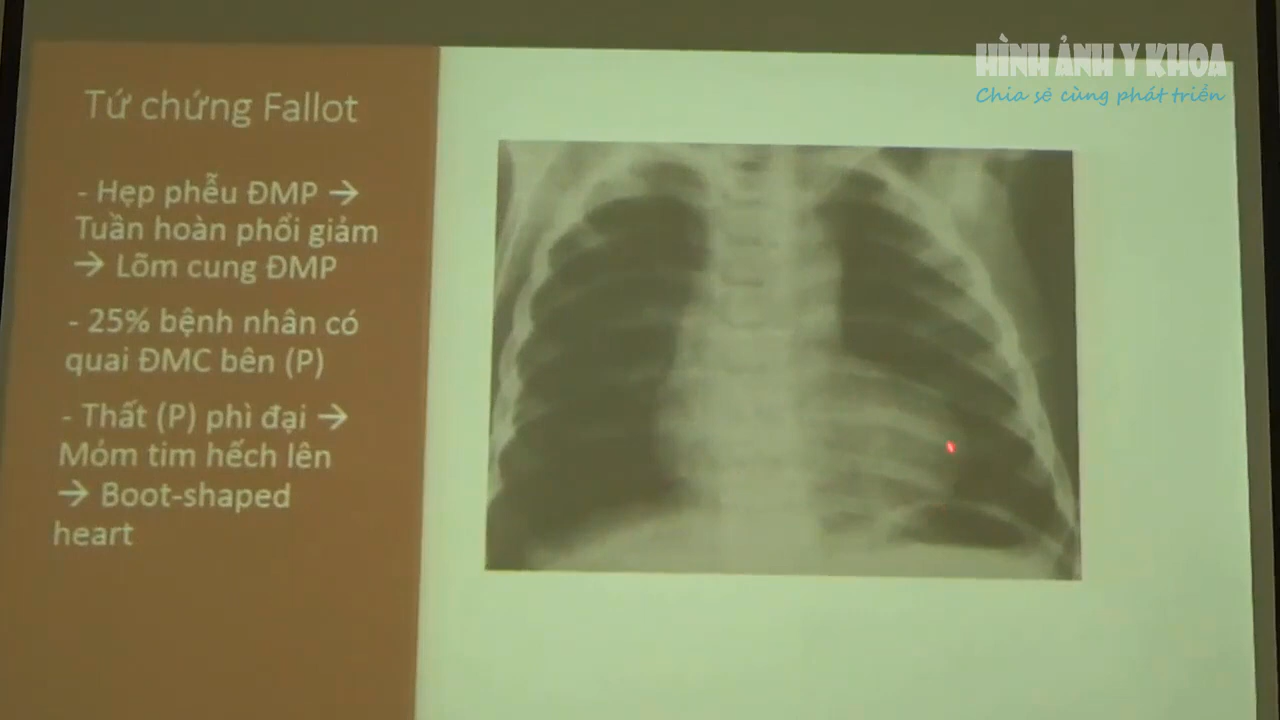 HÌNH ẢNH Y KHOA
Chia sẻ cùng phát triển
Tứ chứng Fallot
- Hẹp phễu ĐMP →
Tuần hoàn phổi giảm
→ Lõm cung ĐMP
- 25% bệnh nhân có
quai ĐMC bên (P)
- Thất (P) phì đại →
Mỏm tim hếch lên
→ Boot-shaped
heart